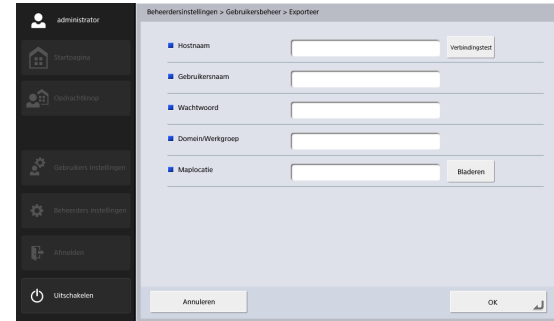 administrator
Startpagina
Opdrachtknop
Gebruikers Instellingen
Beheerders Instellingen
Afmelden
Uitschakelen
Beheerdersinstellingen > Gebruikersbeheer > Exporteer
Hostnaam
Verbindingstest
Gebruikersnaam
Wachtwoord
Domein/Werkgroep
Maplocatie
Bladeren
Annuleren
OK